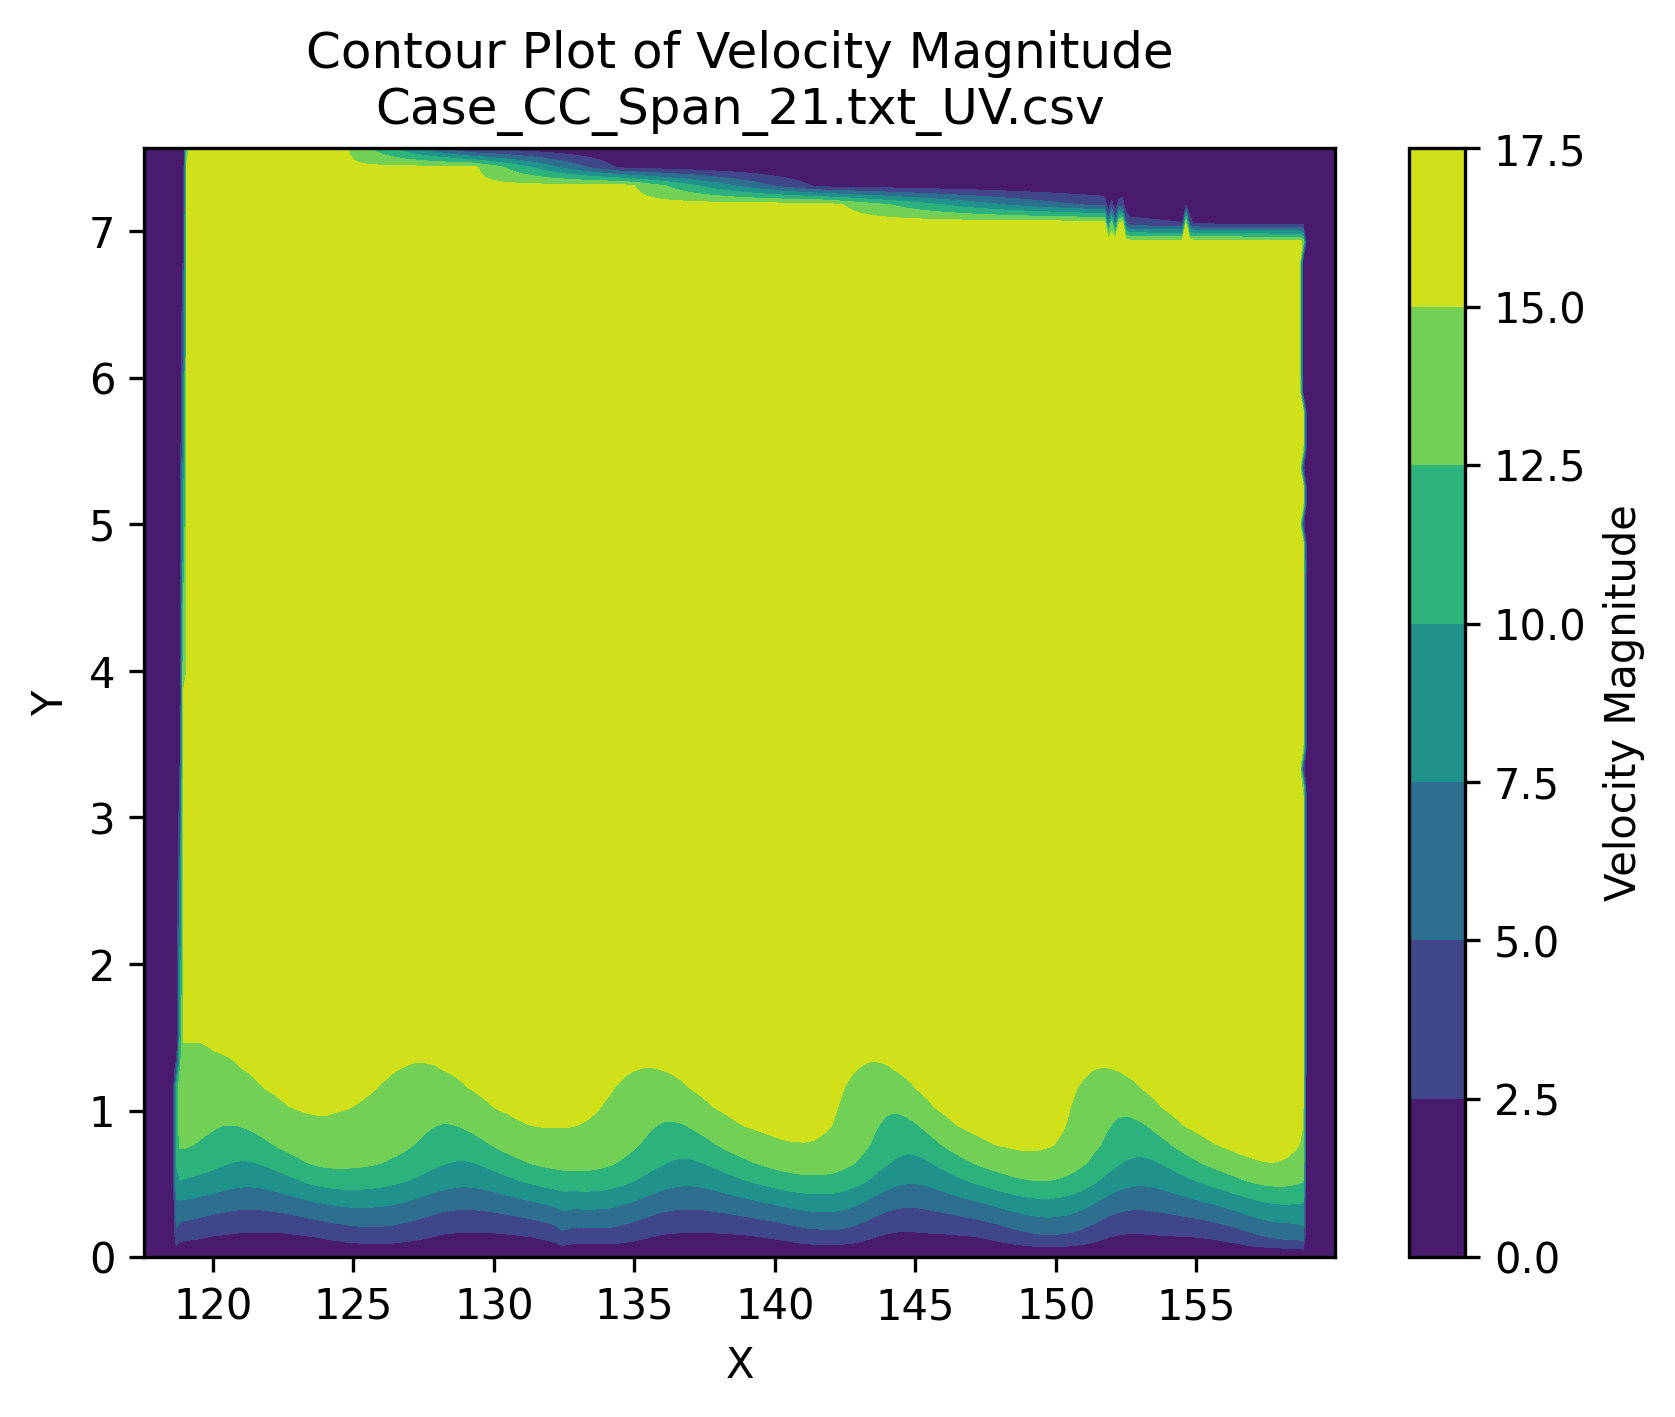 Contour Plot of Velocity Magnitude
Case_CC_Span_21.txt_UV.csv
17.5
15.0
12.5
10.0
7.5
5.0
2.5
0.0
Velocity Magnitude
7
6
5
4
3
2
1
0
Y
120 125 130 135 140 145 150 155
X